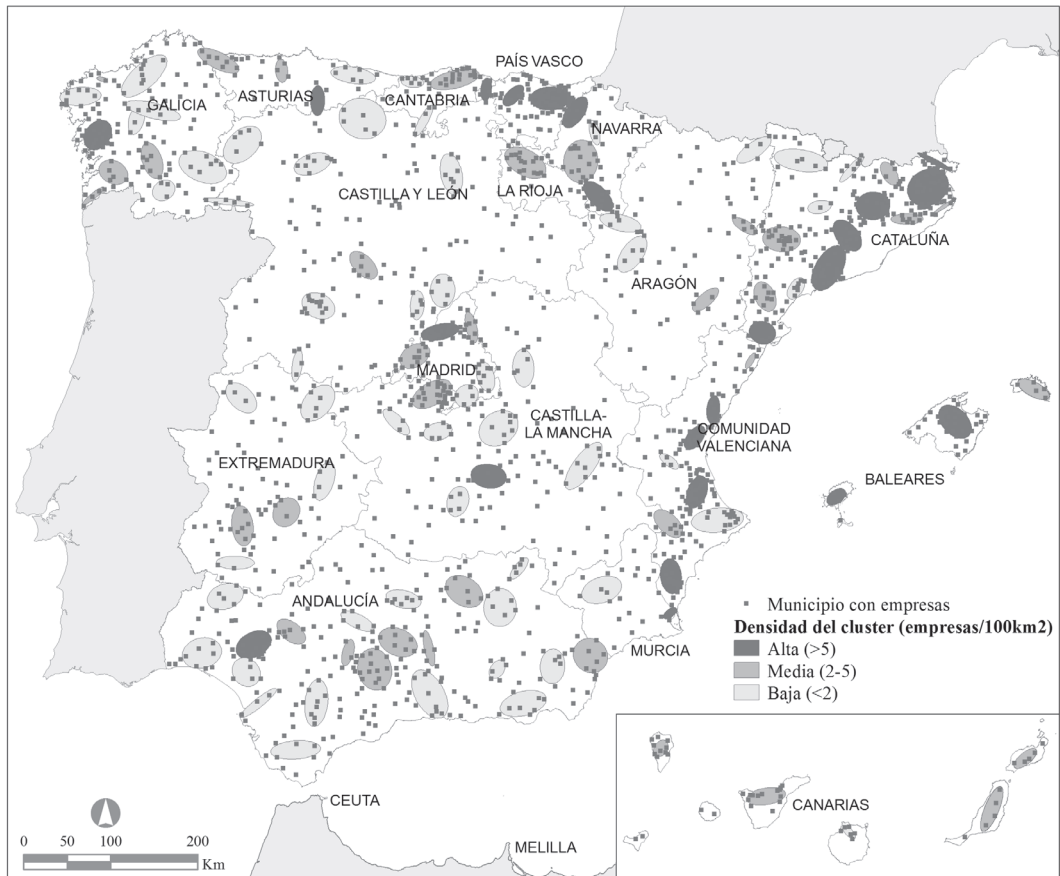 PAÍS VASCO
ASTURIAS
CANTABRIA
GALICIA
NAVARRA
CASTILLA Y LEÓN
LA RIOJA
CATALUÑA
ARAGÓN
MADRID
CASTILLA-
LA MANCHA
COMUNIDAD
VALENCIANA
EXTREMADURA
BALEARES
ANDALUCÍA
MURCIA
Municipio con empresas
Densidad del cluster (empresas/100km2)
Alta (>5)
Media (2-5)
Baja (<2)
CEUTA
CANARIAS
MELILLA
0 50 100 200
Km